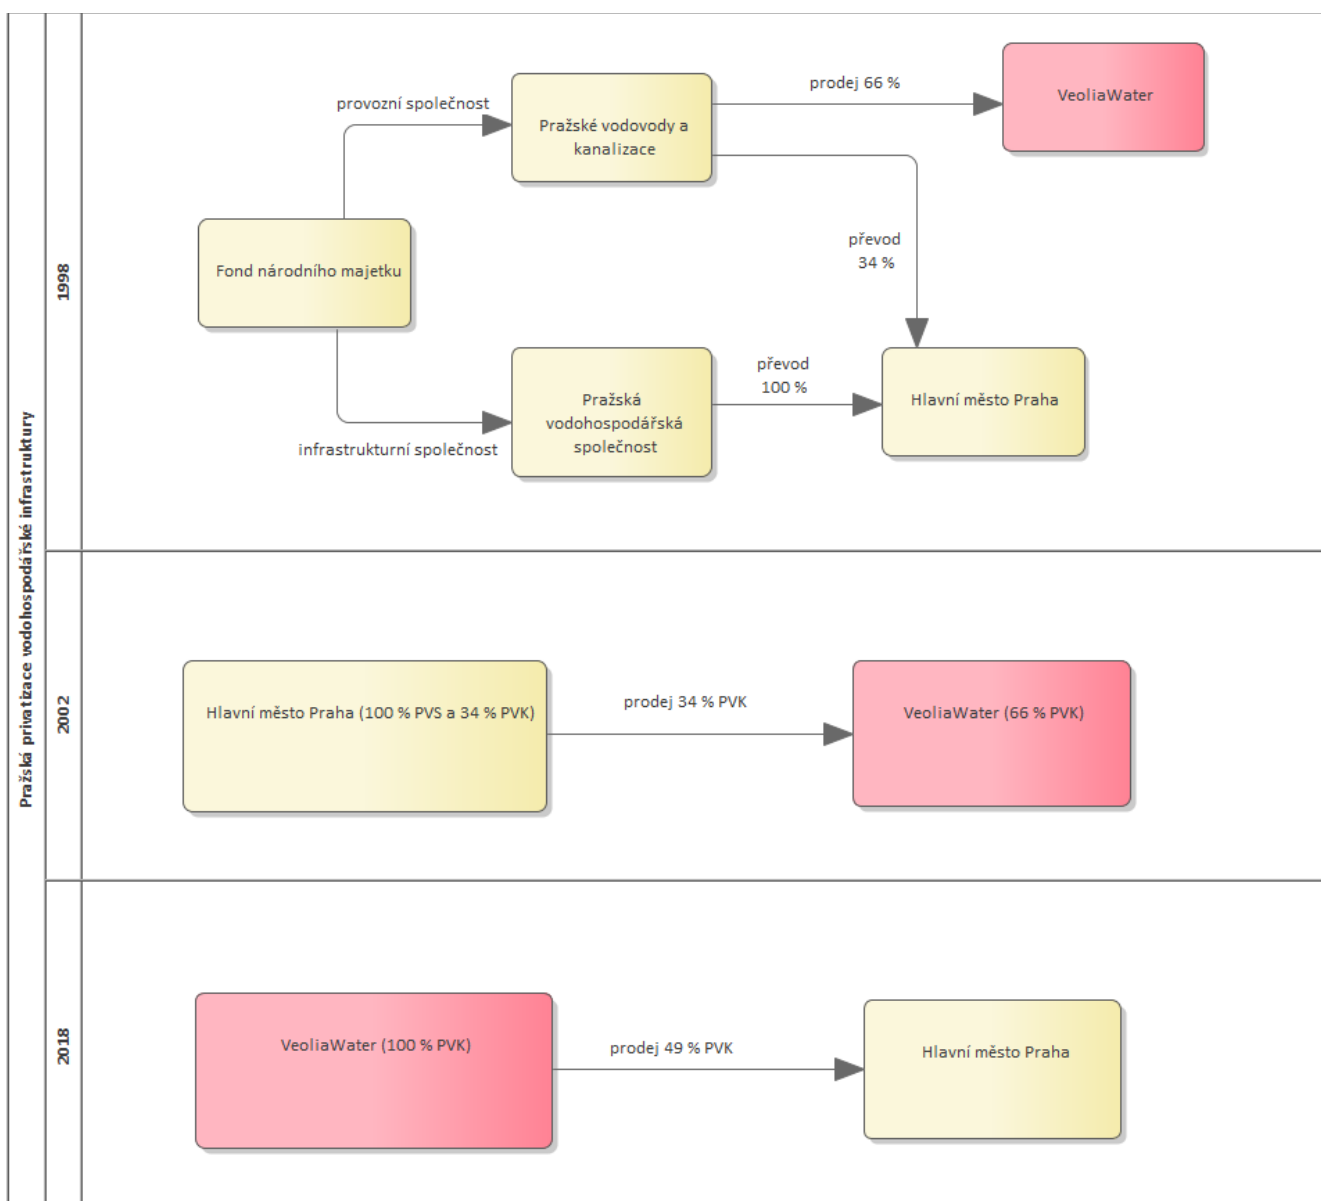 Pražská privatizace vodohospodářské infrastruktury
1998
provozní společnost
Pražské vodovody a
kanalizace
prodej 66 %
VeoliaWater
Fond národního majetku
převod
34 %
infrastrukturní společnost
Pražská
vodohospodářská
společnost
převod
100 %
Hlavní město Praha
2002
Hlavní město Praha (100 % PVS a 34 % PVK)
prodej 34 % PVK
VeoliaWater (66 % PVK)
2018
VeoliaWater (100 % PVK)
prodej 49 % PVK
Hlavní město Praha